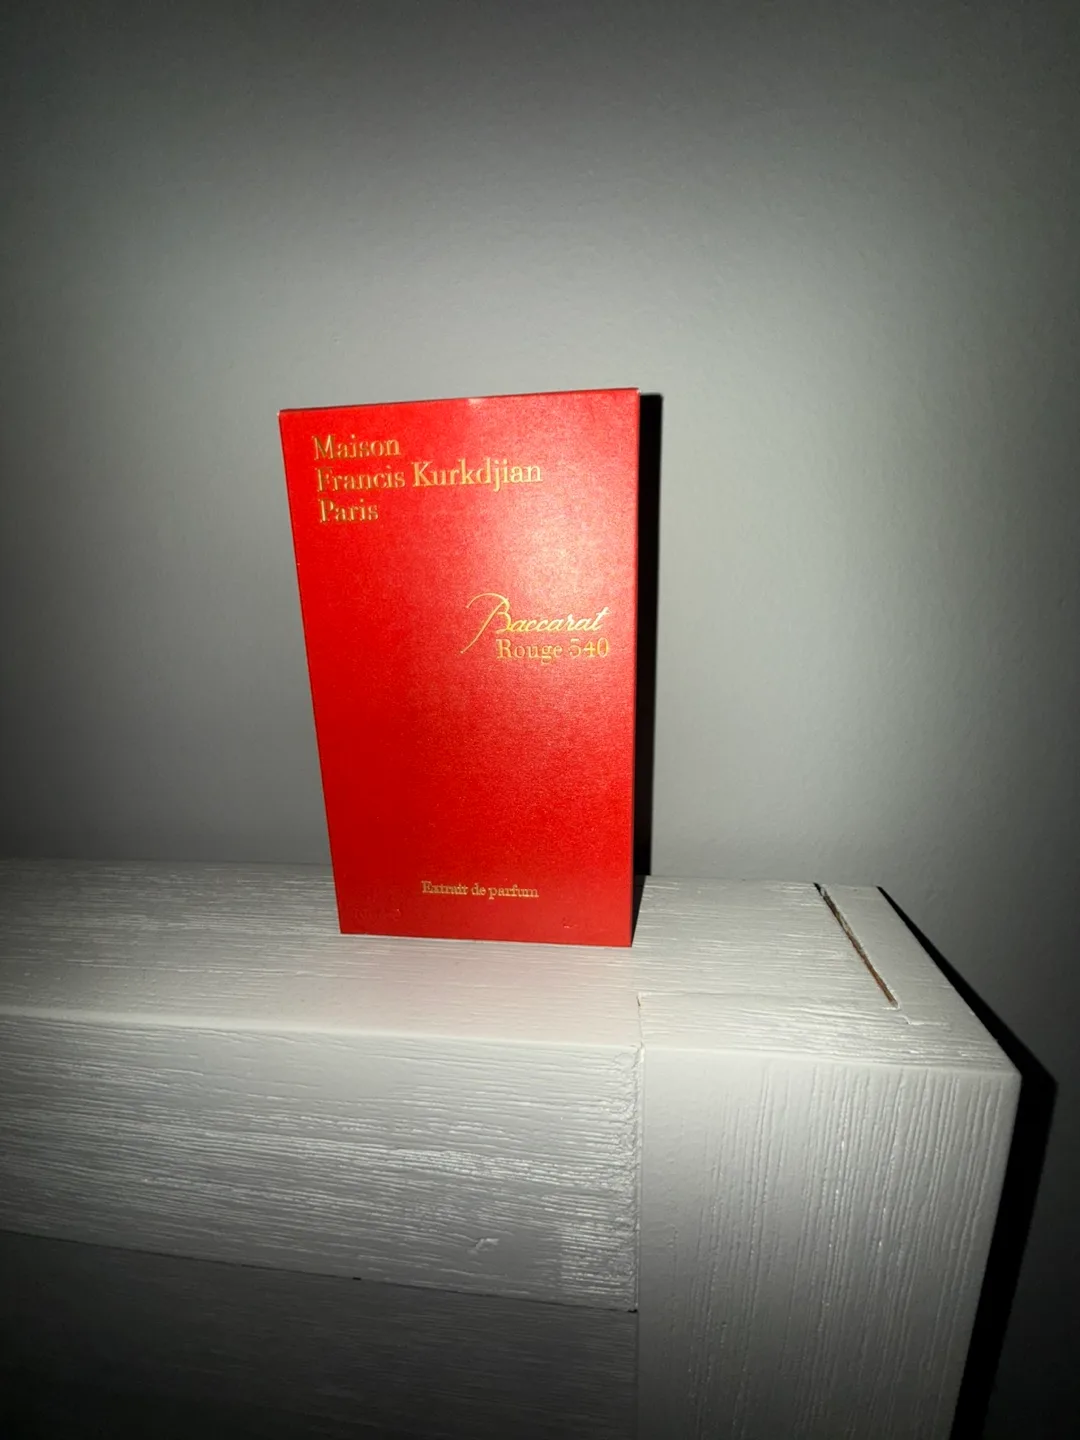 Maison
Francis Kurkdjian
Paris
Baccarat
Rouge 540
Extrait de parfum